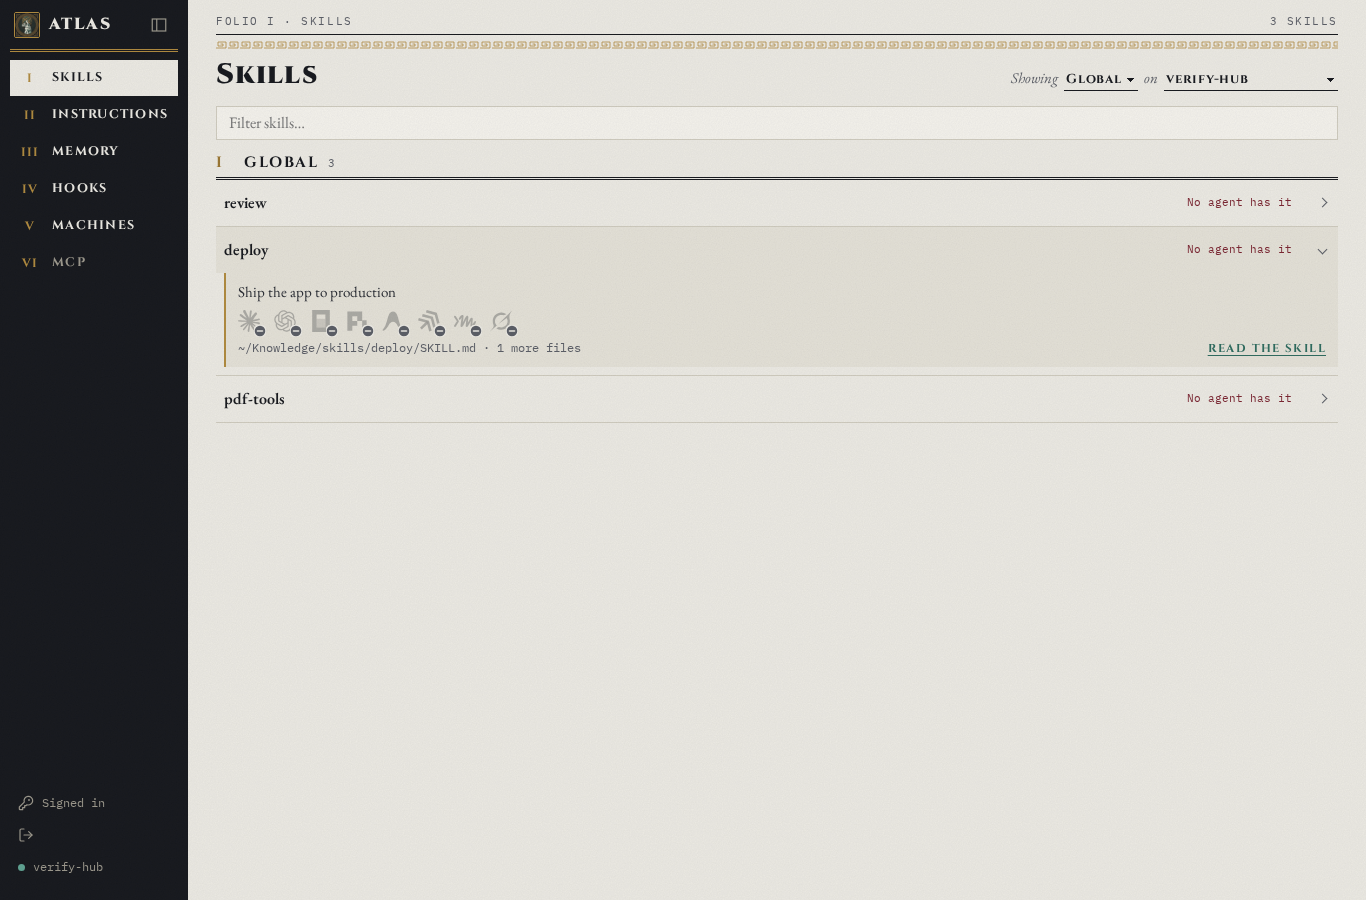 ATLAS
I SKILLS
II INSTRUCTIONS
III MEMORY
IV HOOKS
V MACHINES
VI MCP
Signed in
verify-hub
FOLIO I · SKILLS
3 SKILLS
SKILLS
Showing GLOBAL on VERIFY-HUB
Filter skills…
I GLOBAL 3
review No agent has it
deploy No agent has it
Ship the app to production
~/Knowledge/skills/deploy/SKILL.md · 1 more files
READ THE SKILL
pdf-tools No agent has it